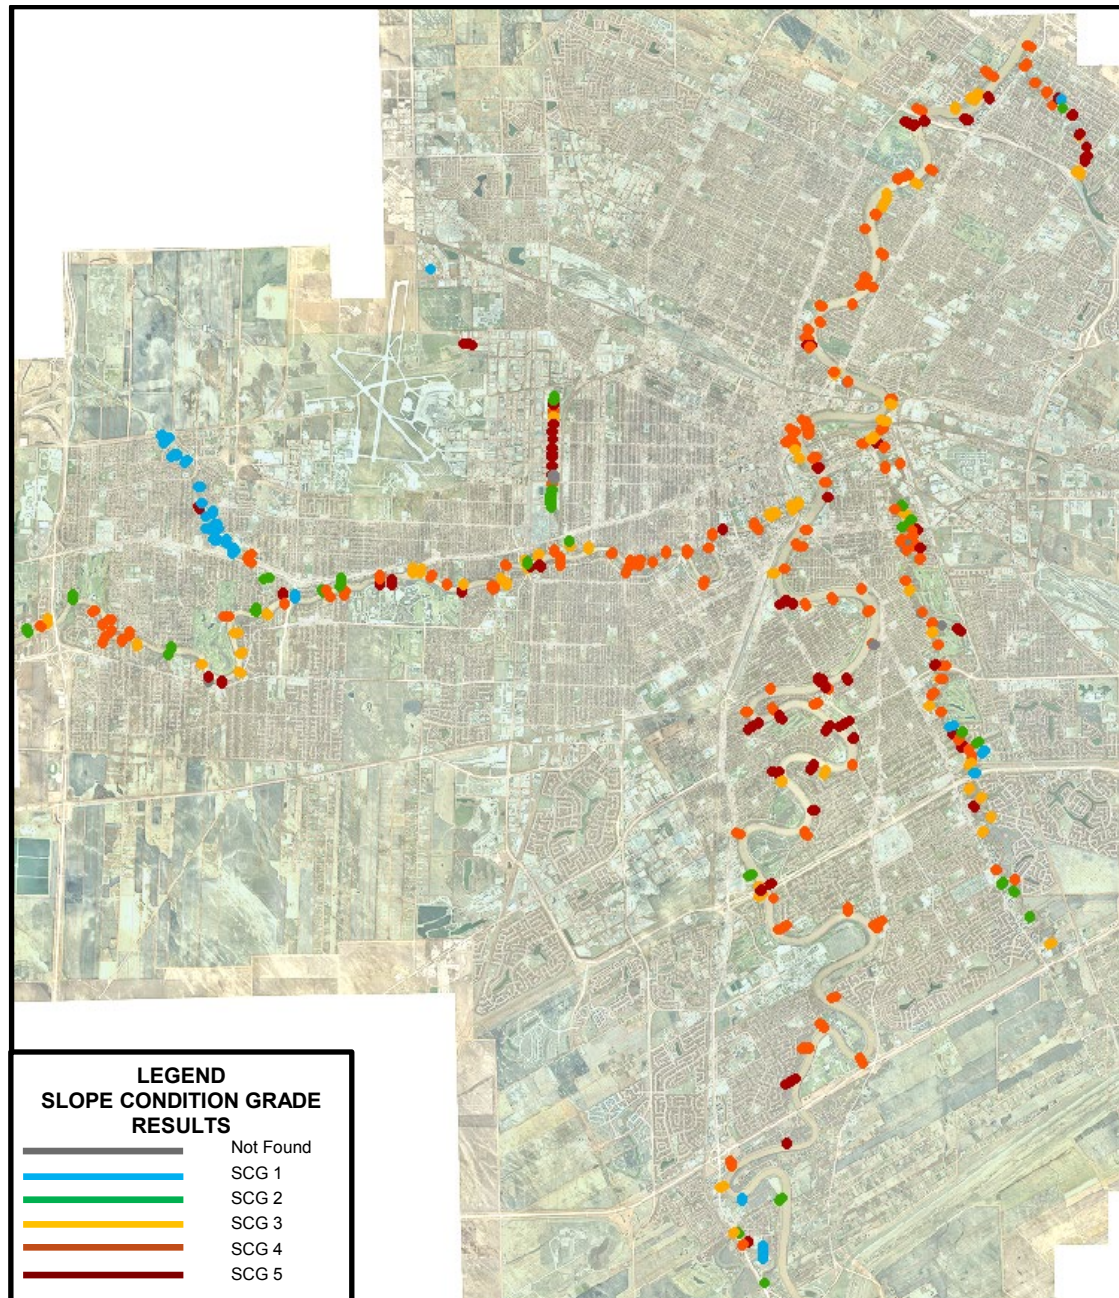 LEGEND
SLOPE CONDITION GRADE
RESULTS
Not Found
SCG 1
SCG 2
SCG 3
SCG 4
SCG 5